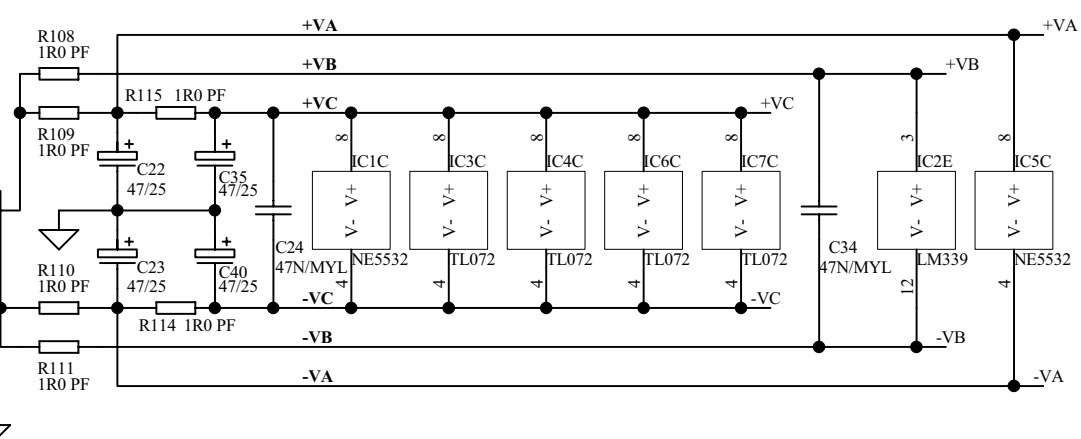 +VA
+VA
R108
1R0 PF
+VB
+VB
R115 1R0 PF
+VC
+VC
R109
1R0 PF
+
+
8
8
8
8
8
3
8
C22
47/25
C35
47/25
IC1C
IC3C
IC4C
IC6C
IC7C
IC2E
IC5C
V- V+
V- V+
V- V+
V- V+
V- V+
V- V+
V- V+
+
+
C23
47/25
C40
47/25
C24
47N/MYL
NE5532
TL072
TL072
TL072
TL072
C34
47N/MYL
LM339
NE5532
4
4
4
4
4
12
4
R110
1R0 PF
-VC
-VC
R114 1R0 PF
-VB
-VB
R111
1R0 PF
-VA
-VA